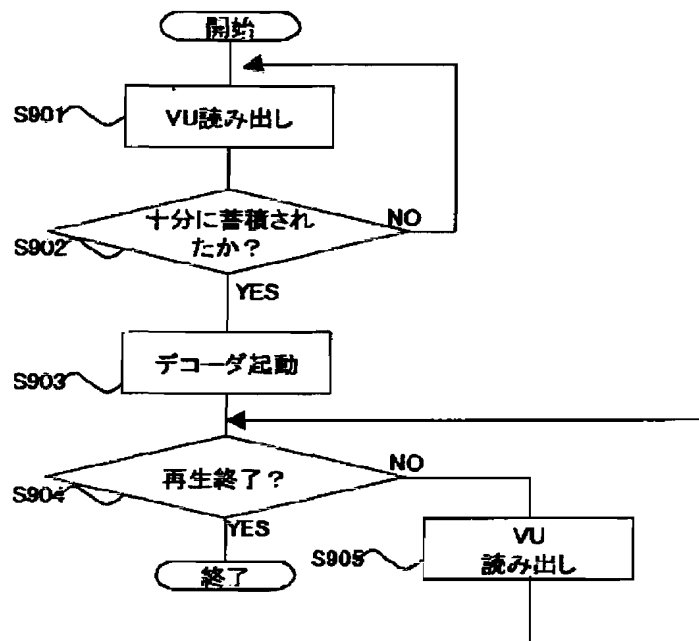 開始
S901
VU読み出し
十分に蓄積され
たか？
NO
S902
YES
S903
デコーダ起動
再生終了？
NO
S904
YES
終了
S905
VU
読み出し